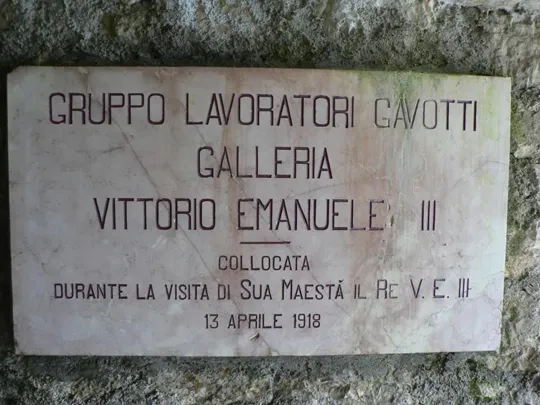 GRUPPO LAVORATORI GAVOTTI
GALLERIA
VITTORIO EMANUELE III
COLLOCATA
DURANTE LA VISITA DI SUA MAESTÁ IL RE V. E. III
13 APRILE 1918